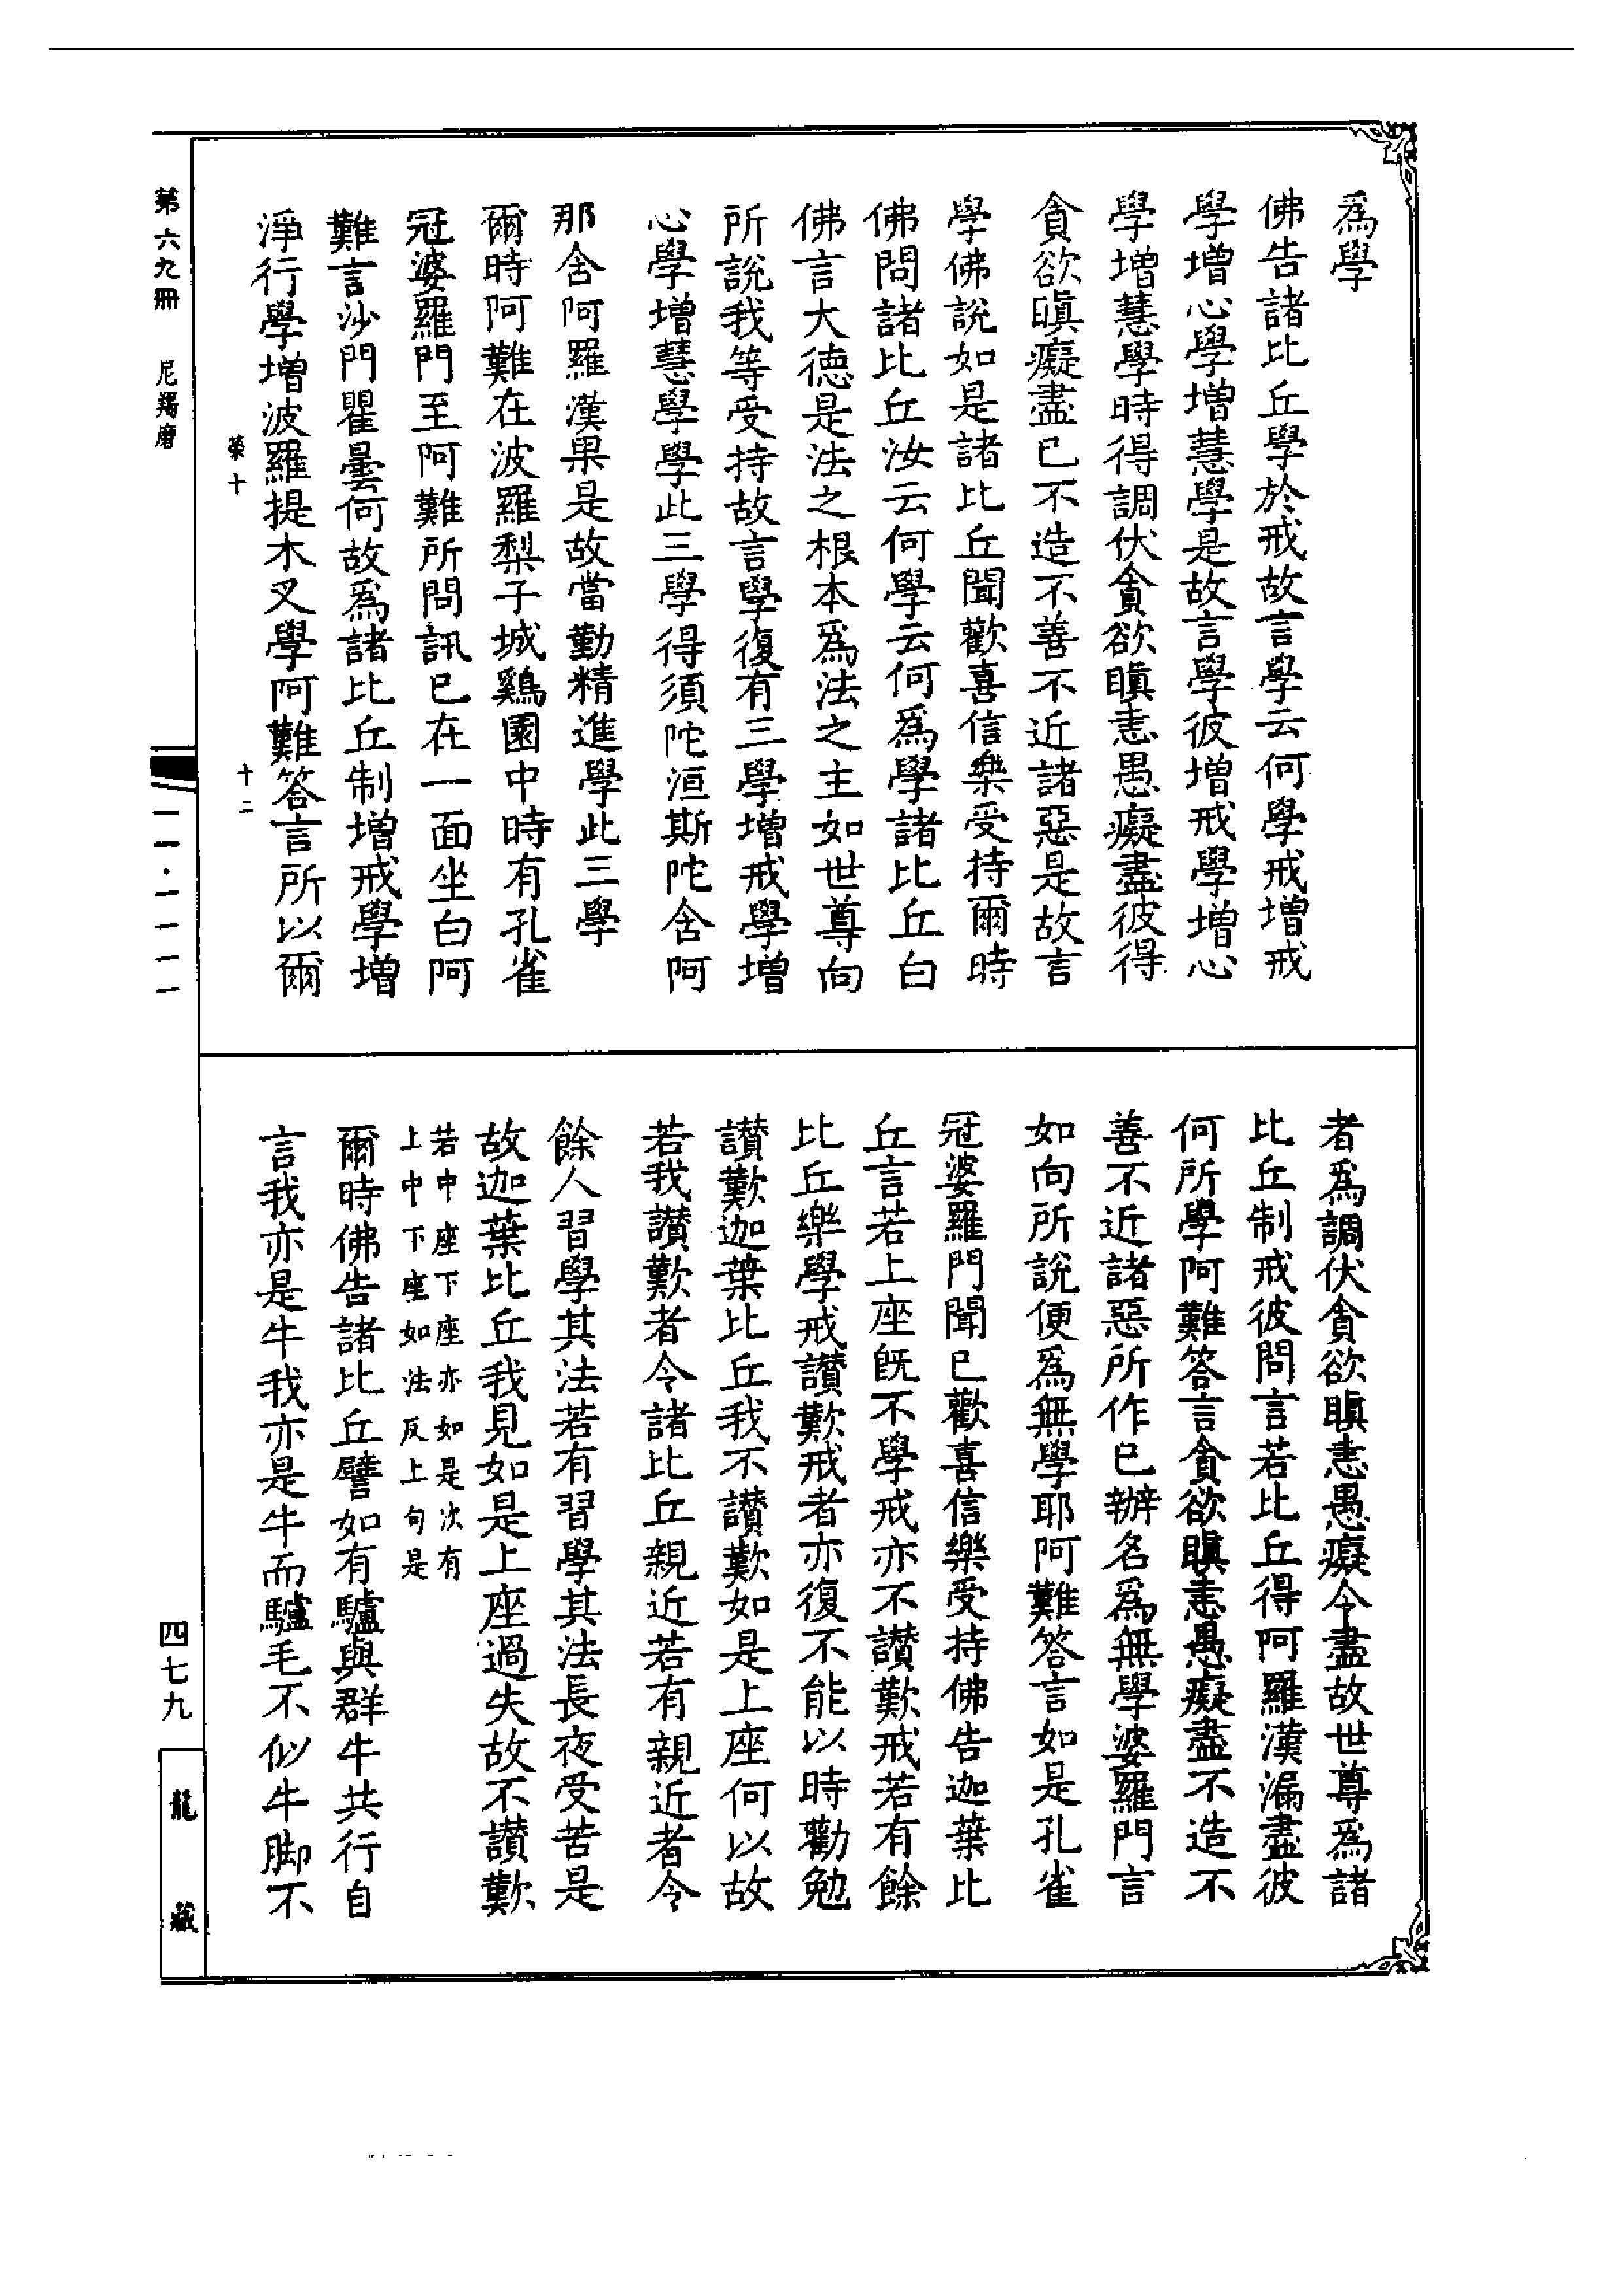 為學
佛告諸比丘學於戒故言學云何學戒增戒
學增心學增慧學是故言學彼增戒學增心
學增慧學時得調伏貪欲瞋恚愚癡盡彼得
貪欲瞋癡盡已不造不善不近諸惡是故言
學佛說如是諸比丘聞歡喜信樂受持爾時
佛問諸比丘汝云何學云何為學諸比丘白
佛言大德是法之根本為法之主如世尊向
所說我等受持故言學復有三學增戒學增
心學增慧學學此三學得須陀洹斯陀含阿
那含阿羅漢果是故當勤精進學此三學
爾時阿難在波羅梨子城鷄園中時有孔雀
冠婆羅門至阿難所問訊已在一面坐白阿
難言沙門瞿曇何故為諸比丘制增戒學增
淨行學增波羅提木叉學阿難答言所以爾
者為調伏貪欲瞋恚愚癡令盡故世尊為諸
比丘制戒彼問言若比丘得阿羅漢漏盡彼
何所學阿難答言貪欲瞋恚愚癡盡不造不
善不近諸惡所作已辦名為無學婆羅門言
如向所說便為無學耶阿難答言如是孔雀
冠婆羅門聞已歡喜信樂受持佛告迦葉比
丘言若上座既不學戒亦不讃歎戒若有餘
比丘樂學戒讃歎戒者亦復不能以時勸勉
讃歎迦葉比丘我不讃歎如是上座何以故
若我讃歎者令諸比丘親近若有親近者令
餘人習學其法若有習學其法長夜受苦是
故迦葉比丘我見如是上座過失故不讃歎
若中座下座亦如是次有
上中下座如法反上句是
爾時佛告諸比丘譬如有驢與群牛共行自
言我亦是牛我亦是牛而驢毛不似牛脚不
榮十
十二
第六九冊 尼羯磨
一一·一一一一
四七九
龍藏